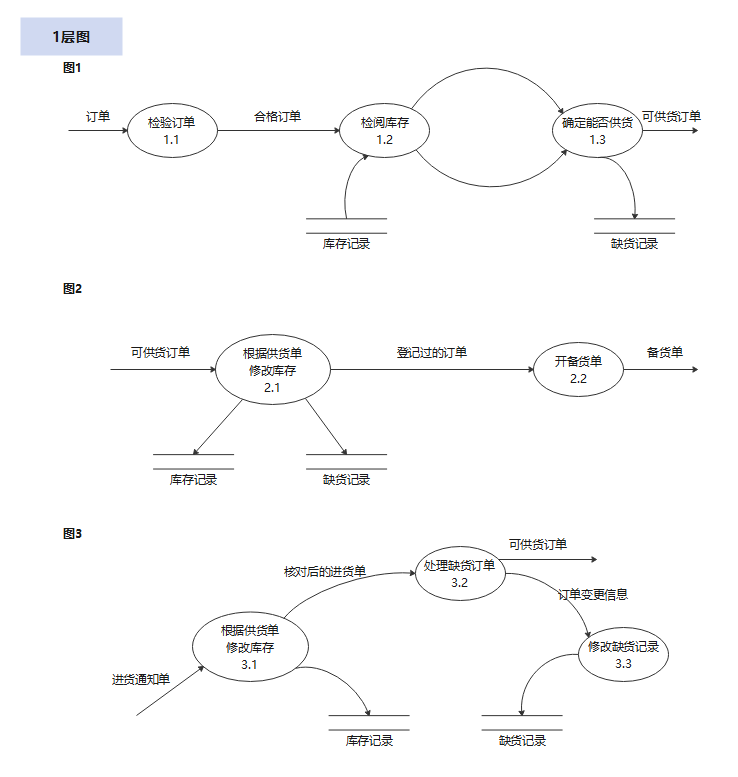 1层图
图1
订单
检验订单
1.1
合格订单
检阅库存
1.2
确定能否供货
1.3
可供货订单
库存记录
缺货记录
图2
可供货订单
根据供货单
修改库存
2.1
登记过的订单
开备货单
2.2
备货单
库存记录
缺货记录
图3
核对后的进货单
处理缺货订单
3.2
可供货订单
订单变更信息
根据供货单
修改库存
3.1
修改缺货记录
3.3
进货通知单
库存记录
缺货记录